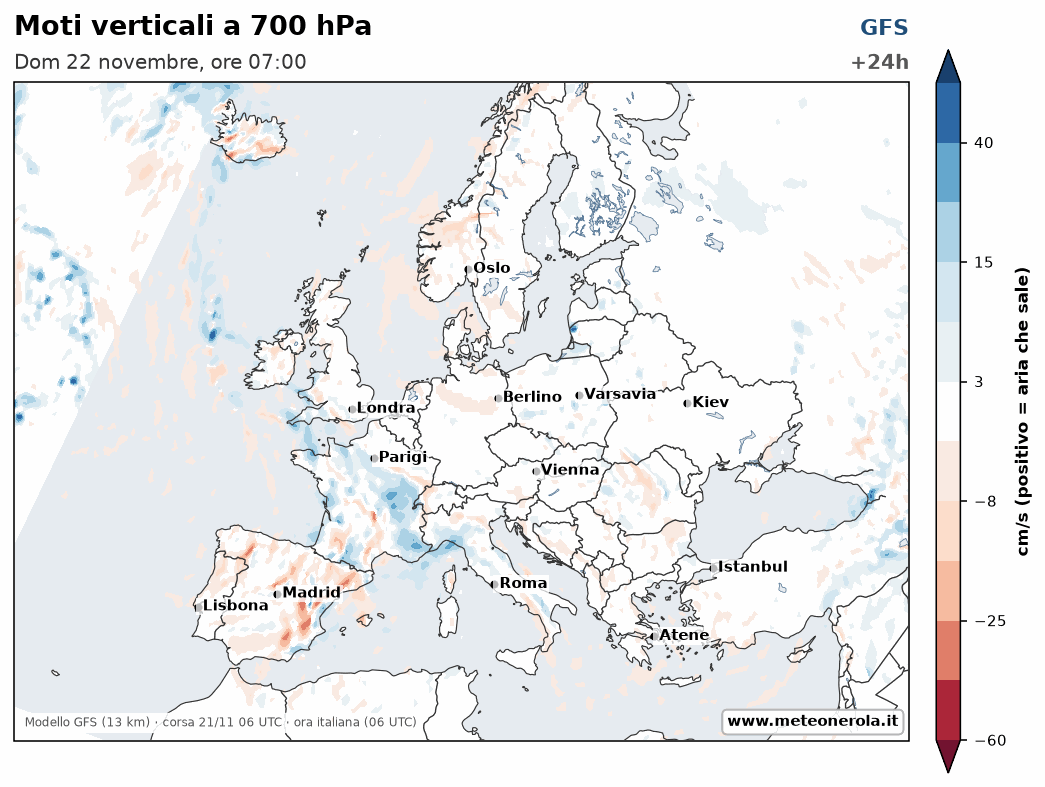 Moti verticali a 700 hPa
GFS
Dom 22 novembre, ore 07:00
+24h
40
15
3
−8
−25
−60
cm/s (positivo = aria che sale)
Oslo
Londra
Berlino
Varsavia
Kiev
Parigi
Vienna
Istanbul
Roma
Madrid
Lisbona
Atene
Modello GFS (13 km) · corsa 21/11 06 UTC · ora italiana (06 UTC)
www.meteonerola.it